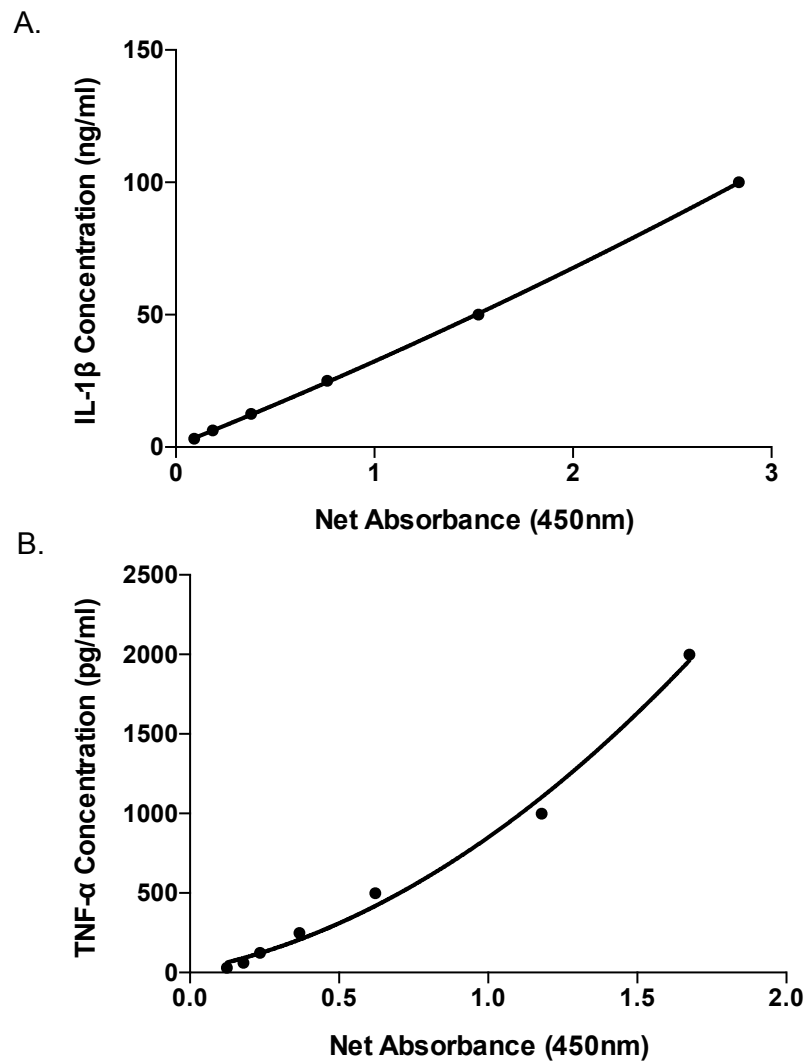 A.
150
100
50
0
IL-1β Concentration (ng/ml)
0 1 2 3
Net Absorbance (450nm)
B.
2500
2000
1500
1000
500
0
TNF-α Concentration (pg/ml)
0.0 0.5 1.0 1.5 2.0
Net Absorbance (450nm)